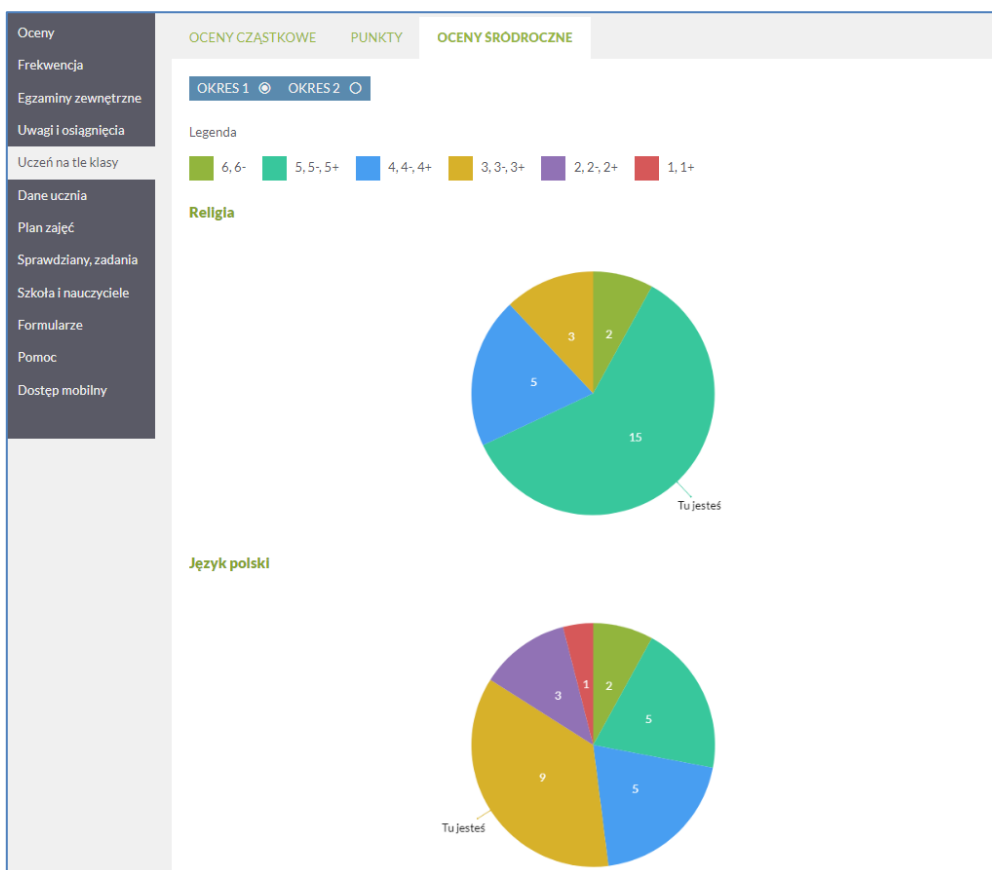 Oceny
Frekwencja
Egzaminy zewnętrzne
Uwagi i osiągnięcia
Uczeń na tle klasy
Dane ucznia
Plan zajęć
Sprawdziany, zadania
Szkoła i nauczyciele
Formularze
Pomoc
Dostęp mobilny
OCENY CZĄSTKOWE PUNKTY OCENY ŚRÓDROCZNE
OKRES 1 OKRES 2
Legenda
6, 6- 5, 5-, 5+ 4, 4-, 4+ 3, 3-, 3+ 2, 2-, 2+ 1, 1+
Religia
3 2
5
15
Tu jesteś
Język polski
3 1 2
5
9
5
Tu jesteś